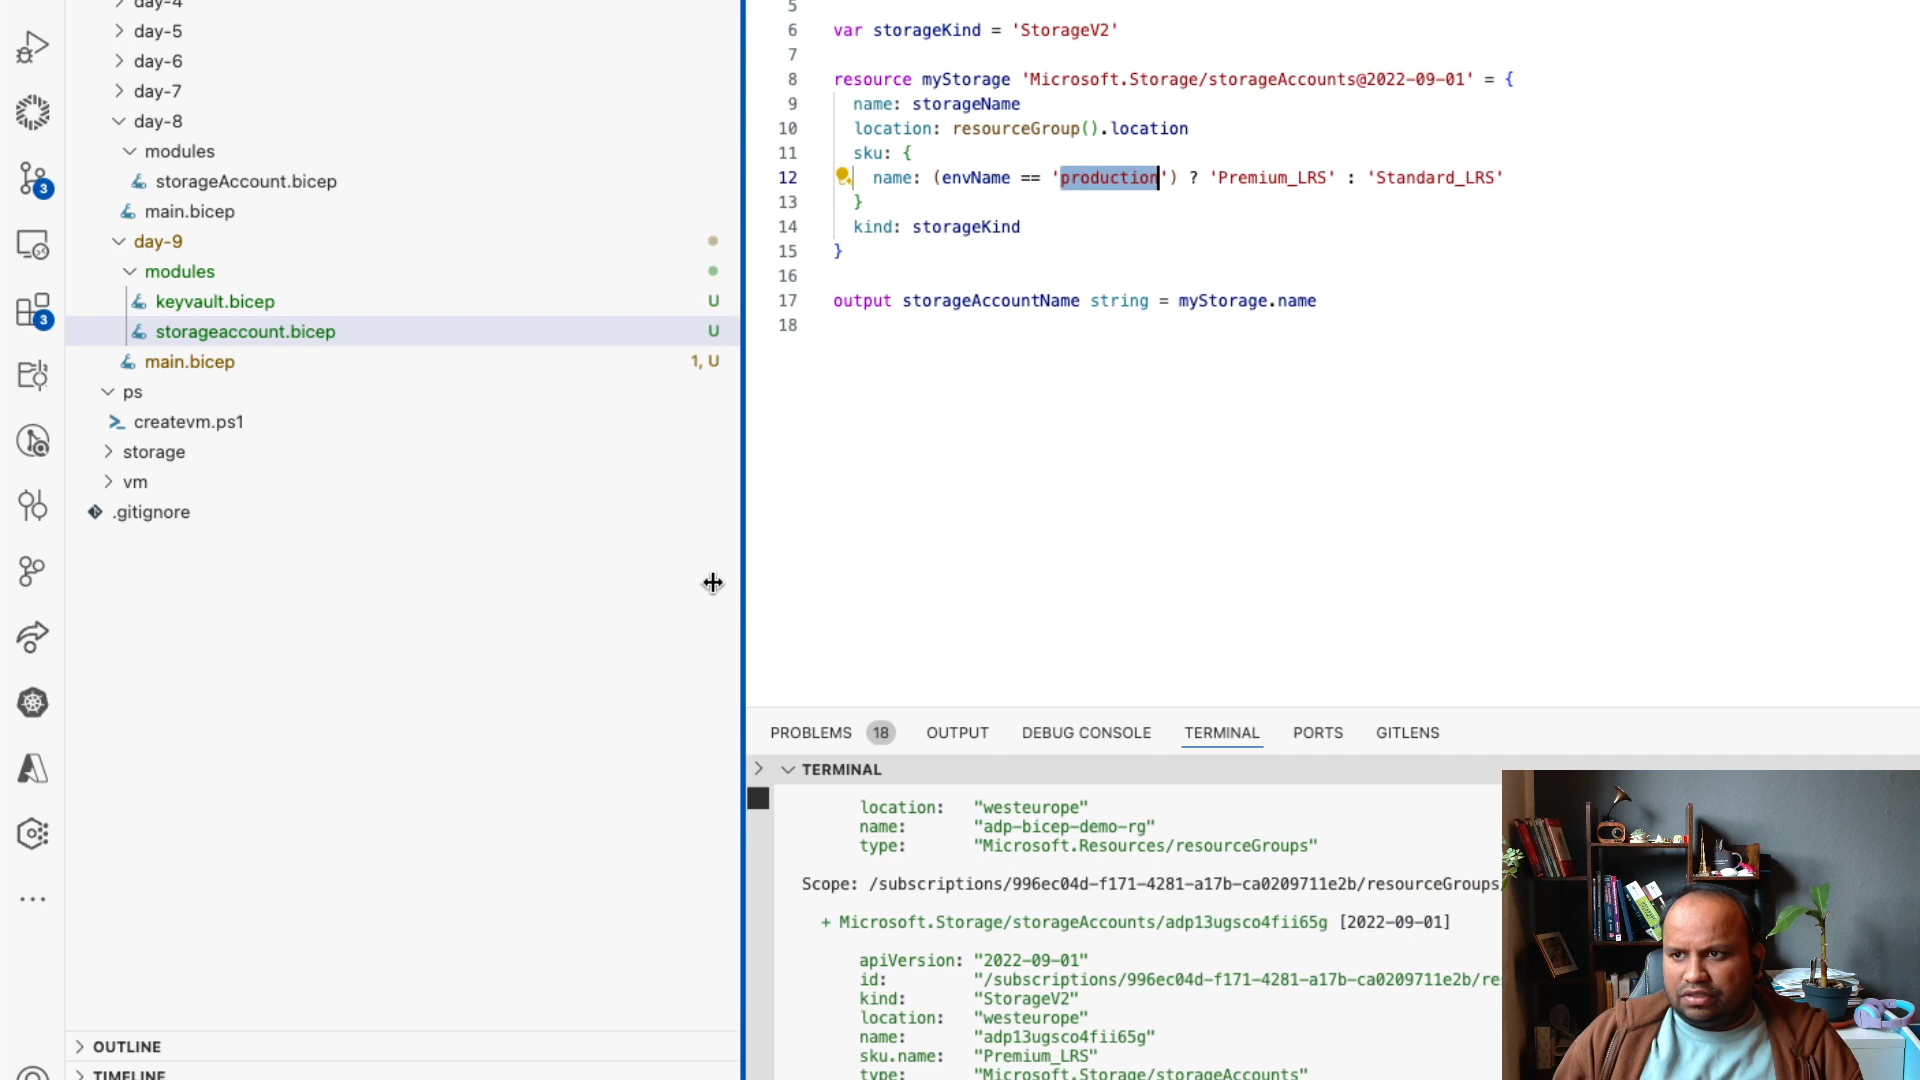 day-4
day-5
day-6
day-7
day-8
modules
storageAccount.bicep
main.bicep
day-9
modules
keyvault.bicep U
storageaccount.bicep U
main.bicep 1, U
ps
createvm.ps1
storage
vm
.gitignore
OUTLINE
TIMELINE
3
3
5
6 var storageKind = 'StorageV2'
7
8 resource myStorage 'Microsoft.Storage/storageAccounts@2022-09-01' = {
9 name: storageName
10 location: resourceGroup().location
11 sku: {
12 name: (envName == 'production') ? 'Premium_LRS' : 'Standard_LRS'
13 }
14 kind: storageKind
15 }
16
17 output storageAccountName string = myStorage.name
18
PROBLEMS 18 OUTPUT DEBUG CONSOLE TERMINAL PORTS GITLENS
TERMINAL
location: "westeurope"
name: "adp-bicep-demo-rg"
type: "Microsoft.Resources/resourceGroups"
Scope: /subscriptions/996ec04d-f171-4281-a17b-ca0209711e2b/resourceGroups
+ Microsoft.Storage/storageAccounts/adp13ugsco4fii65g [2022-09-01]
apiVersion: "2022-09-01"
id: "/subscriptions/996ec04d-f171-4281-a17b-ca0209711e2b/re
kind: "StorageV2"
location: "westeurope"
name: "adp13ugsco4fii65g"
sku.name: "Premium_LRS"
type: "Microsoft.Storage/storageAccounts"